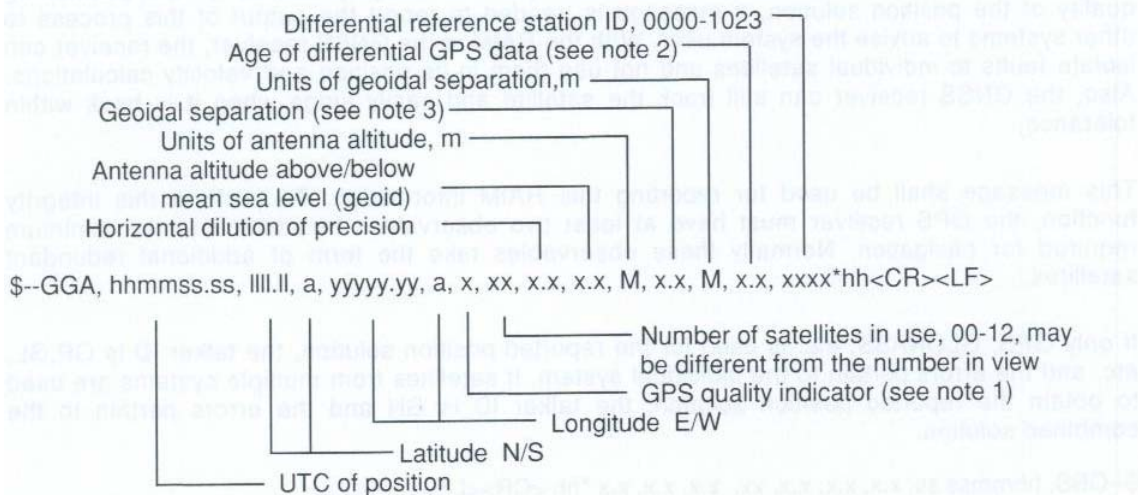 Differential reference station ID, 0000-1023
Age of differential GPS data (see note 2)
Units of geoidal separation, m
Geoidal separation (see note 3)
Units of antenna altitude, m
Antenna altitude above/below
mean sea level (geoid)
Horizontal dilution of precision
$--GGA, hhmmss.ss, llll.ll, a, yyyyy.yy, a, x, xx, x.x, x.x, M, x.x, M, x.x, xxxx*hh<CR><LF>
Number of satellites in use, 00-12, may
be different from the number in view
GPS quality indicator (see note 1)
Longitude E/W
Latitude N/S
UTC of position